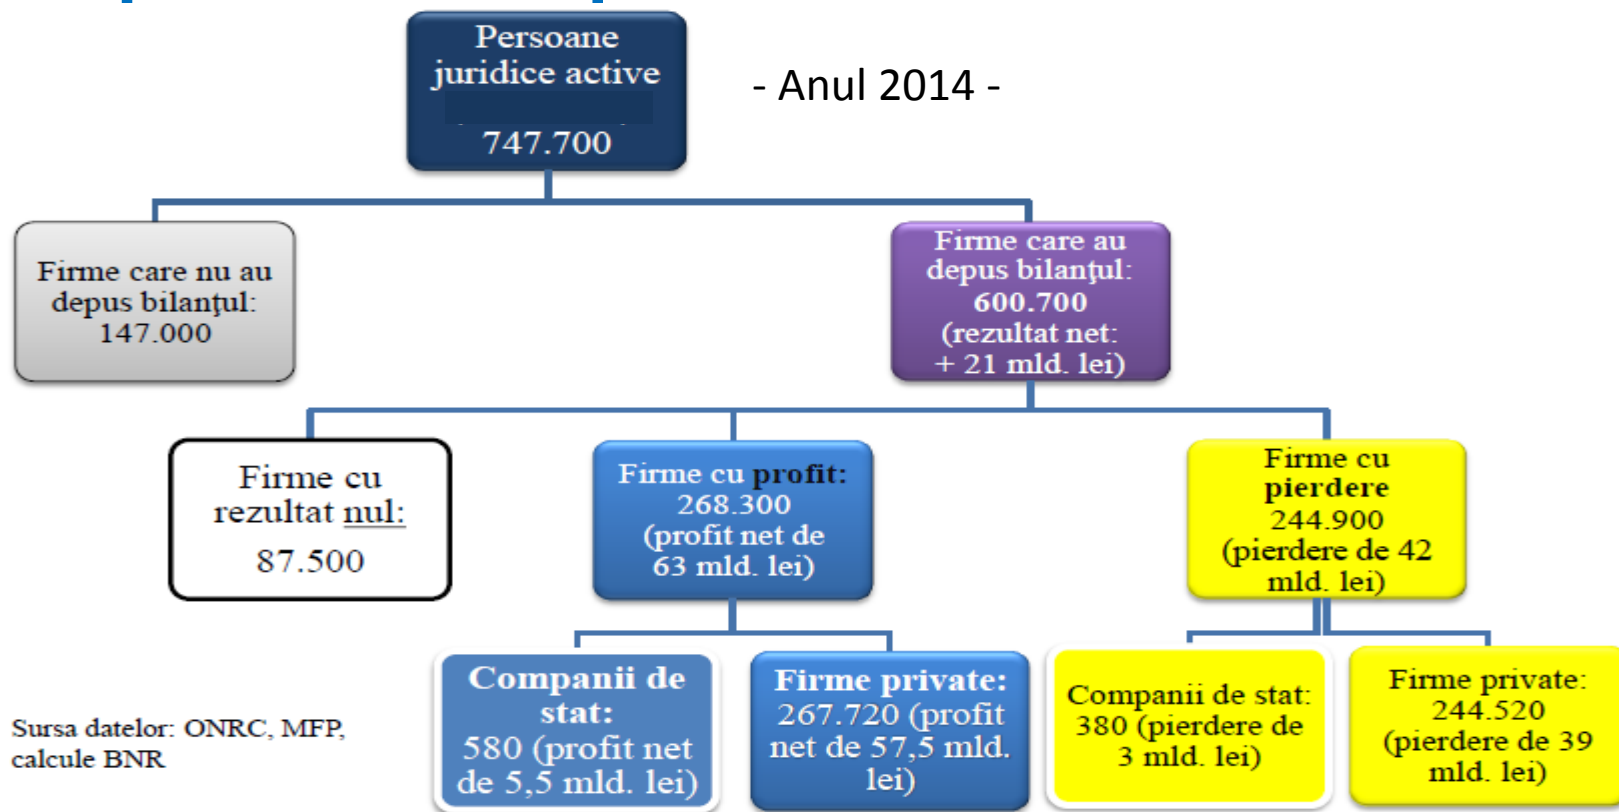 Persoane
juridice active
747.700
- Anul 2014 -
Firme care nu au
depus bilanţul:
147.000
Firme care au
depus bilanţul:
600.700
(rezultat net:
+ 21 mld. lei)
Firme cu
rezultat nul:
87.500
Firme cu profit:
268.300
(profit net de
63 mld. lei)
Firme cu
pierdere
244.900
(pierdere de 42
mld. lei)
Companii de
stat:
580 (profit net
de 5,5 mld. lei)
Firme private:
267.720 (profit
net de 57,5 mld.
lei)
Companii de stat:
380 (pierdere de
3 mld. lei)
Firme private:
244.520
(pierdere de 39
mld. lei)
Sursa datelor: ONRC, MFP,
calcule BNR